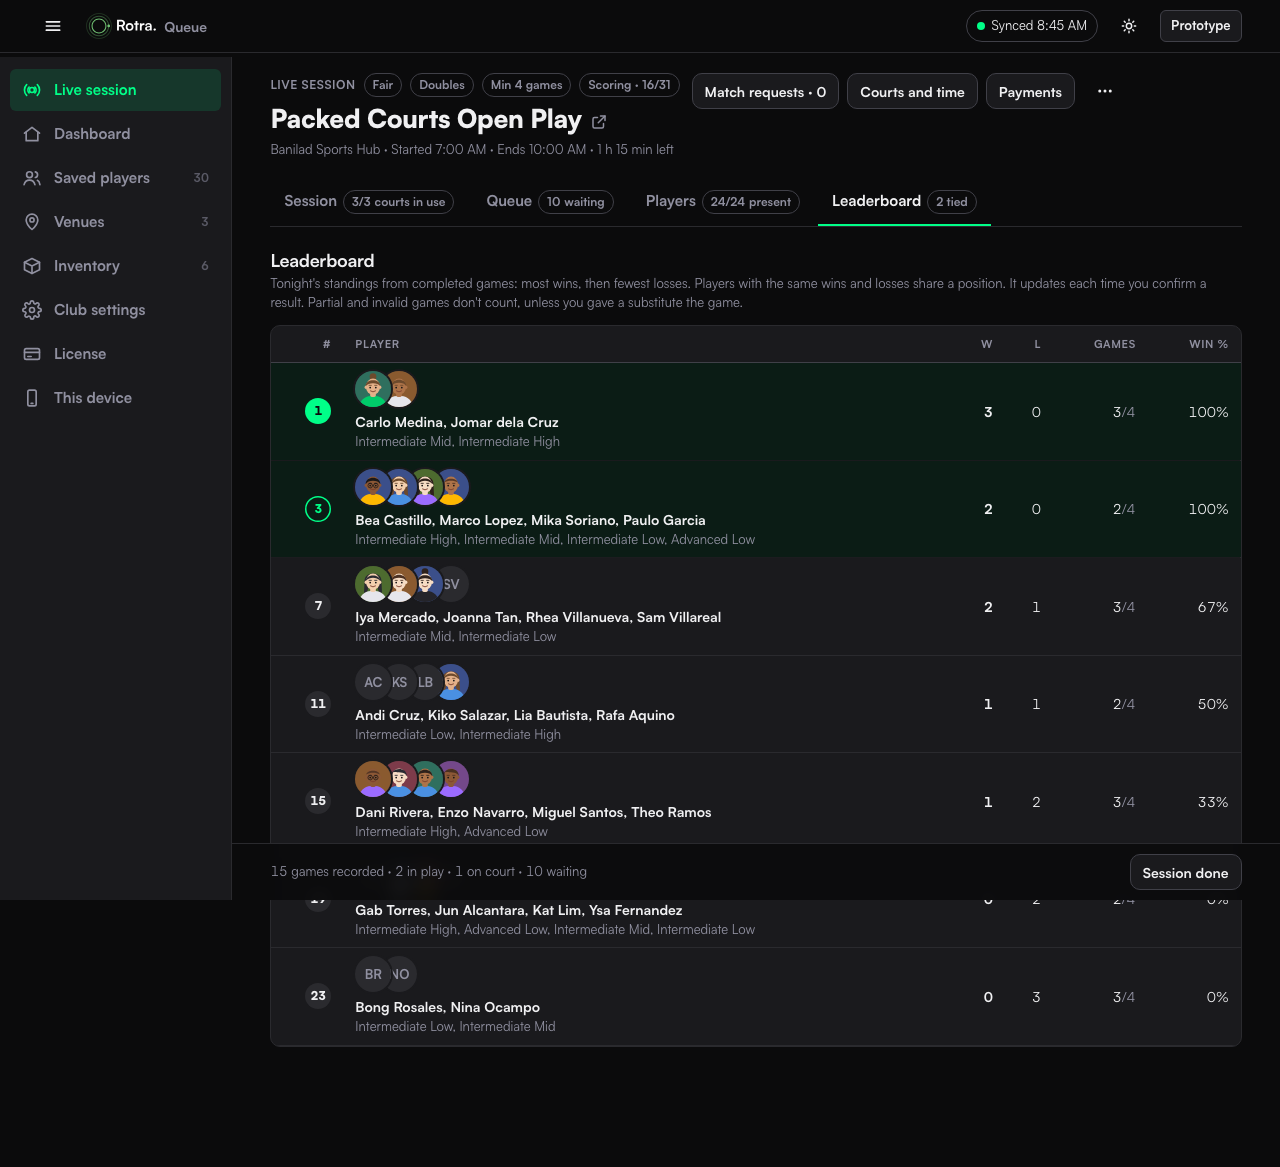 Rotra. Queue
Synced 8:45 AM
Prototype
Live session
Dashboard
Saved players 30
Venues 3
Inventory 6
Club settings
License
This device
LIVE SESSION Fair Doubles Min 4 games Scoring · 16/31
Match requests · 0 Courts and time Payments
Packed Courts Open Play
Banilad Sports Hub · Started 7:00 AM · Ends 10:00 AM · 1 h 15 min left
Session 3/3 courts in use Queue 10 waiting Players 24/24 present Leaderboard 2 tied
Leaderboard
Tonight's standings from completed games: most wins, then fewest losses. Players with the same wins and losses share a position. It updates each time you confirm a
result. Partial and invalid games don't count, unless you gave a substitute the game.
# PLAYER W L GAMES WIN %
1 3 0 3/4 100%
Carlo Medina, Jomar dela Cruz
Intermediate Mid, Intermediate High
3 2 0 2/4 100%
Bea Castillo, Marco Lopez, Mika Soriano, Paulo Garcia
Intermediate High, Intermediate Mid, Intermediate Low, Advanced Low
SV
7 2 1 3/4 67%
Iya Mercado, Joanna Tan, Rhea Villanueva, Sam Villareal
Intermediate Mid, Intermediate Low
AC KS LB
11 1 1 2/4 50%
Andi Cruz, Kiko Salazar, Lia Bautista, Rafa Aquino
Intermediate Low, Intermediate High
15 1 2 3/4 33%
Dani Rivera, Enzo Navarro, Miguel Santos, Theo Ramos
Intermediate High, Advanced Low
15 games recorded · 2 in play · 1 on court · 10 waiting
Session done
Gab Torres, Jun Alcantara, Kat Lim, Ysa Fernandez
Intermediate High, Advanced Low, Intermediate Mid, Intermediate Low
BR NO
23 0 3 3/4 0%
Bong Rosales, Nina Ocampo
Intermediate Low, Intermediate Mid